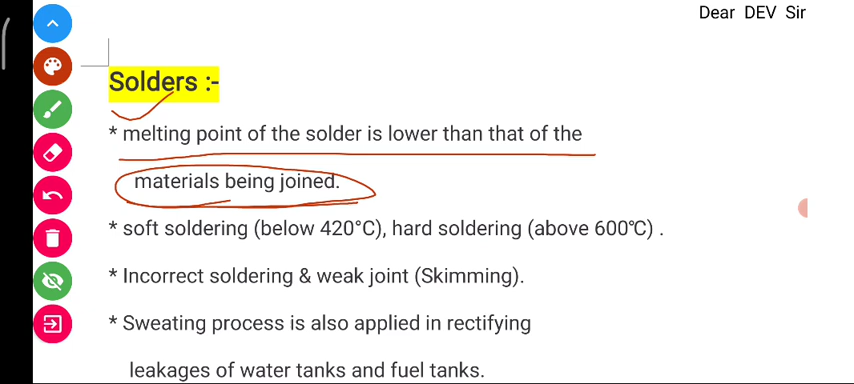 Dear DEV Sir
Solders :-
* melting point of the solder is lower than that of the
materials being joined.
* soft soldering (below 420°C), hard soldering (above 600℃) .
* Incorrect soldering & weak joint (Skimming).
* Sweating process is also applied in rectifying
leakages of water tanks and fuel tanks.